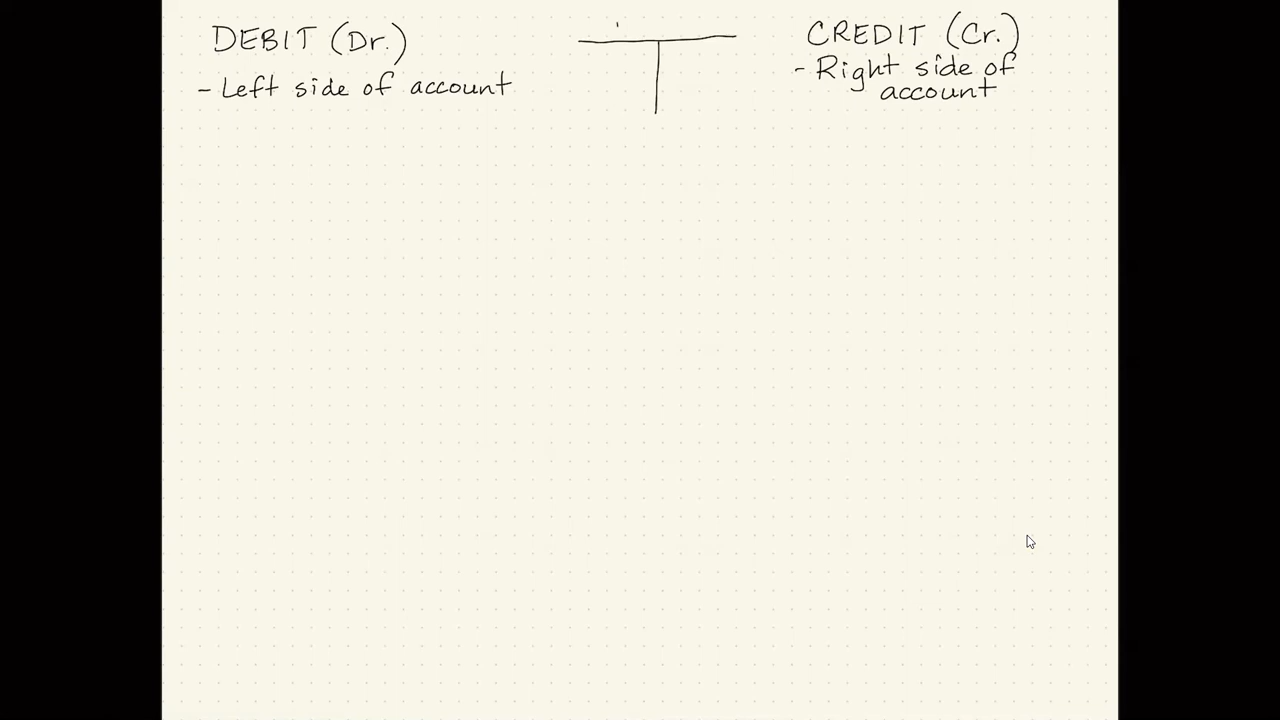 DEBIT (Dr.)
- Left side of account
CREDIT (Cr.)
- Right side of
account